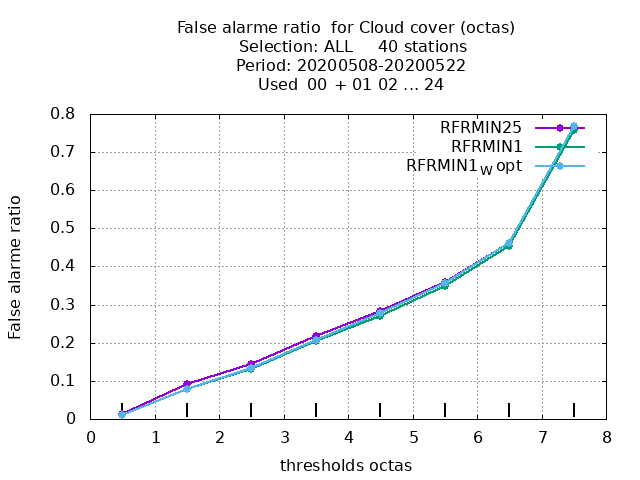 False alarme ratio  for Cloud cover (octas)
Selection: ALL     40 stations
Period: 20200508-20200522
Used  00  + 01 02 ... 24
RFRMIN25
RFRMIN1
RFRMIN1W opt
False alarme ratio
0.8
0.7
0.6
0.5
0.4
0.3
0.2
0.1
0
0 1 2 3 4 5 6 7 8
thresholds octas